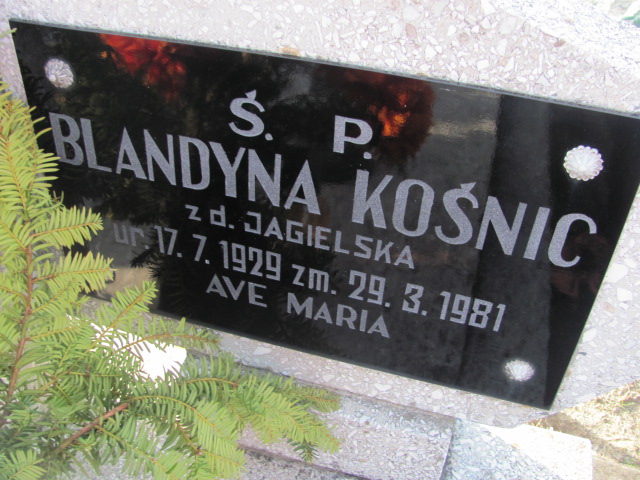 Ś. P.
BLANDYNA KOŚNIC
z d. JAGIELSKA
ur. 17. 7. 1929 zm. 29. 3. 1981
AVE MARIA